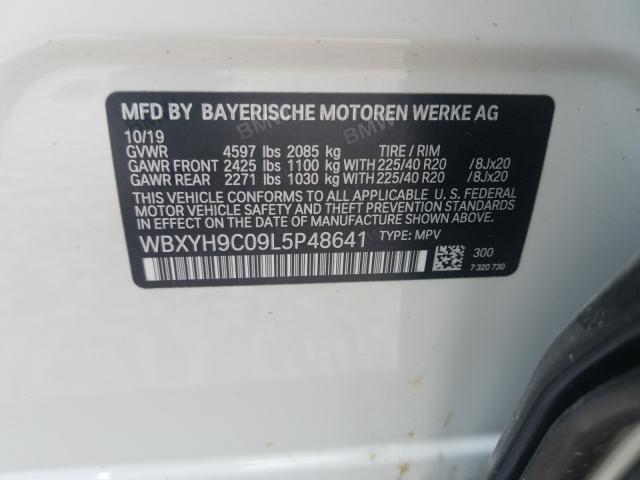 MFD BY BAYERISCHE MOTOREN WERKE AG
10/19
GVWR 4597 lbs 2085 kg TIRE / RIM
GAWR FRONT 2425 lbs 1100 kg WITH 225/40 R20 /8Jx20
GAWR REAR 2271 lbs 1030 kg WITH 225/40 R20 /8Jx20
THIS VEHICLE CONFORMS TO ALL APPLICABLE U. S. FEDERAL
MOTOR VEHICLE SAFETY, BUMPER, AND THEFT PREVENTION
STANDARDS IN EFFECT ON THE DATE OF MANUFACTURE SHOWN ABOVE.
WBXYH9C09L5P48641 TYPE: MPV
300
7 320 730